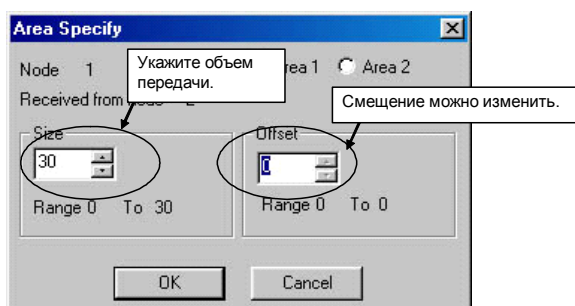 Area Specify
Node 1
Укажите объем
передачи.
rea 1 Area 2
Received from
2
Смещение можно изменить.
Size
Offset
30
0
Range 0 To 30
Range 0 To 0
OK
Cancel